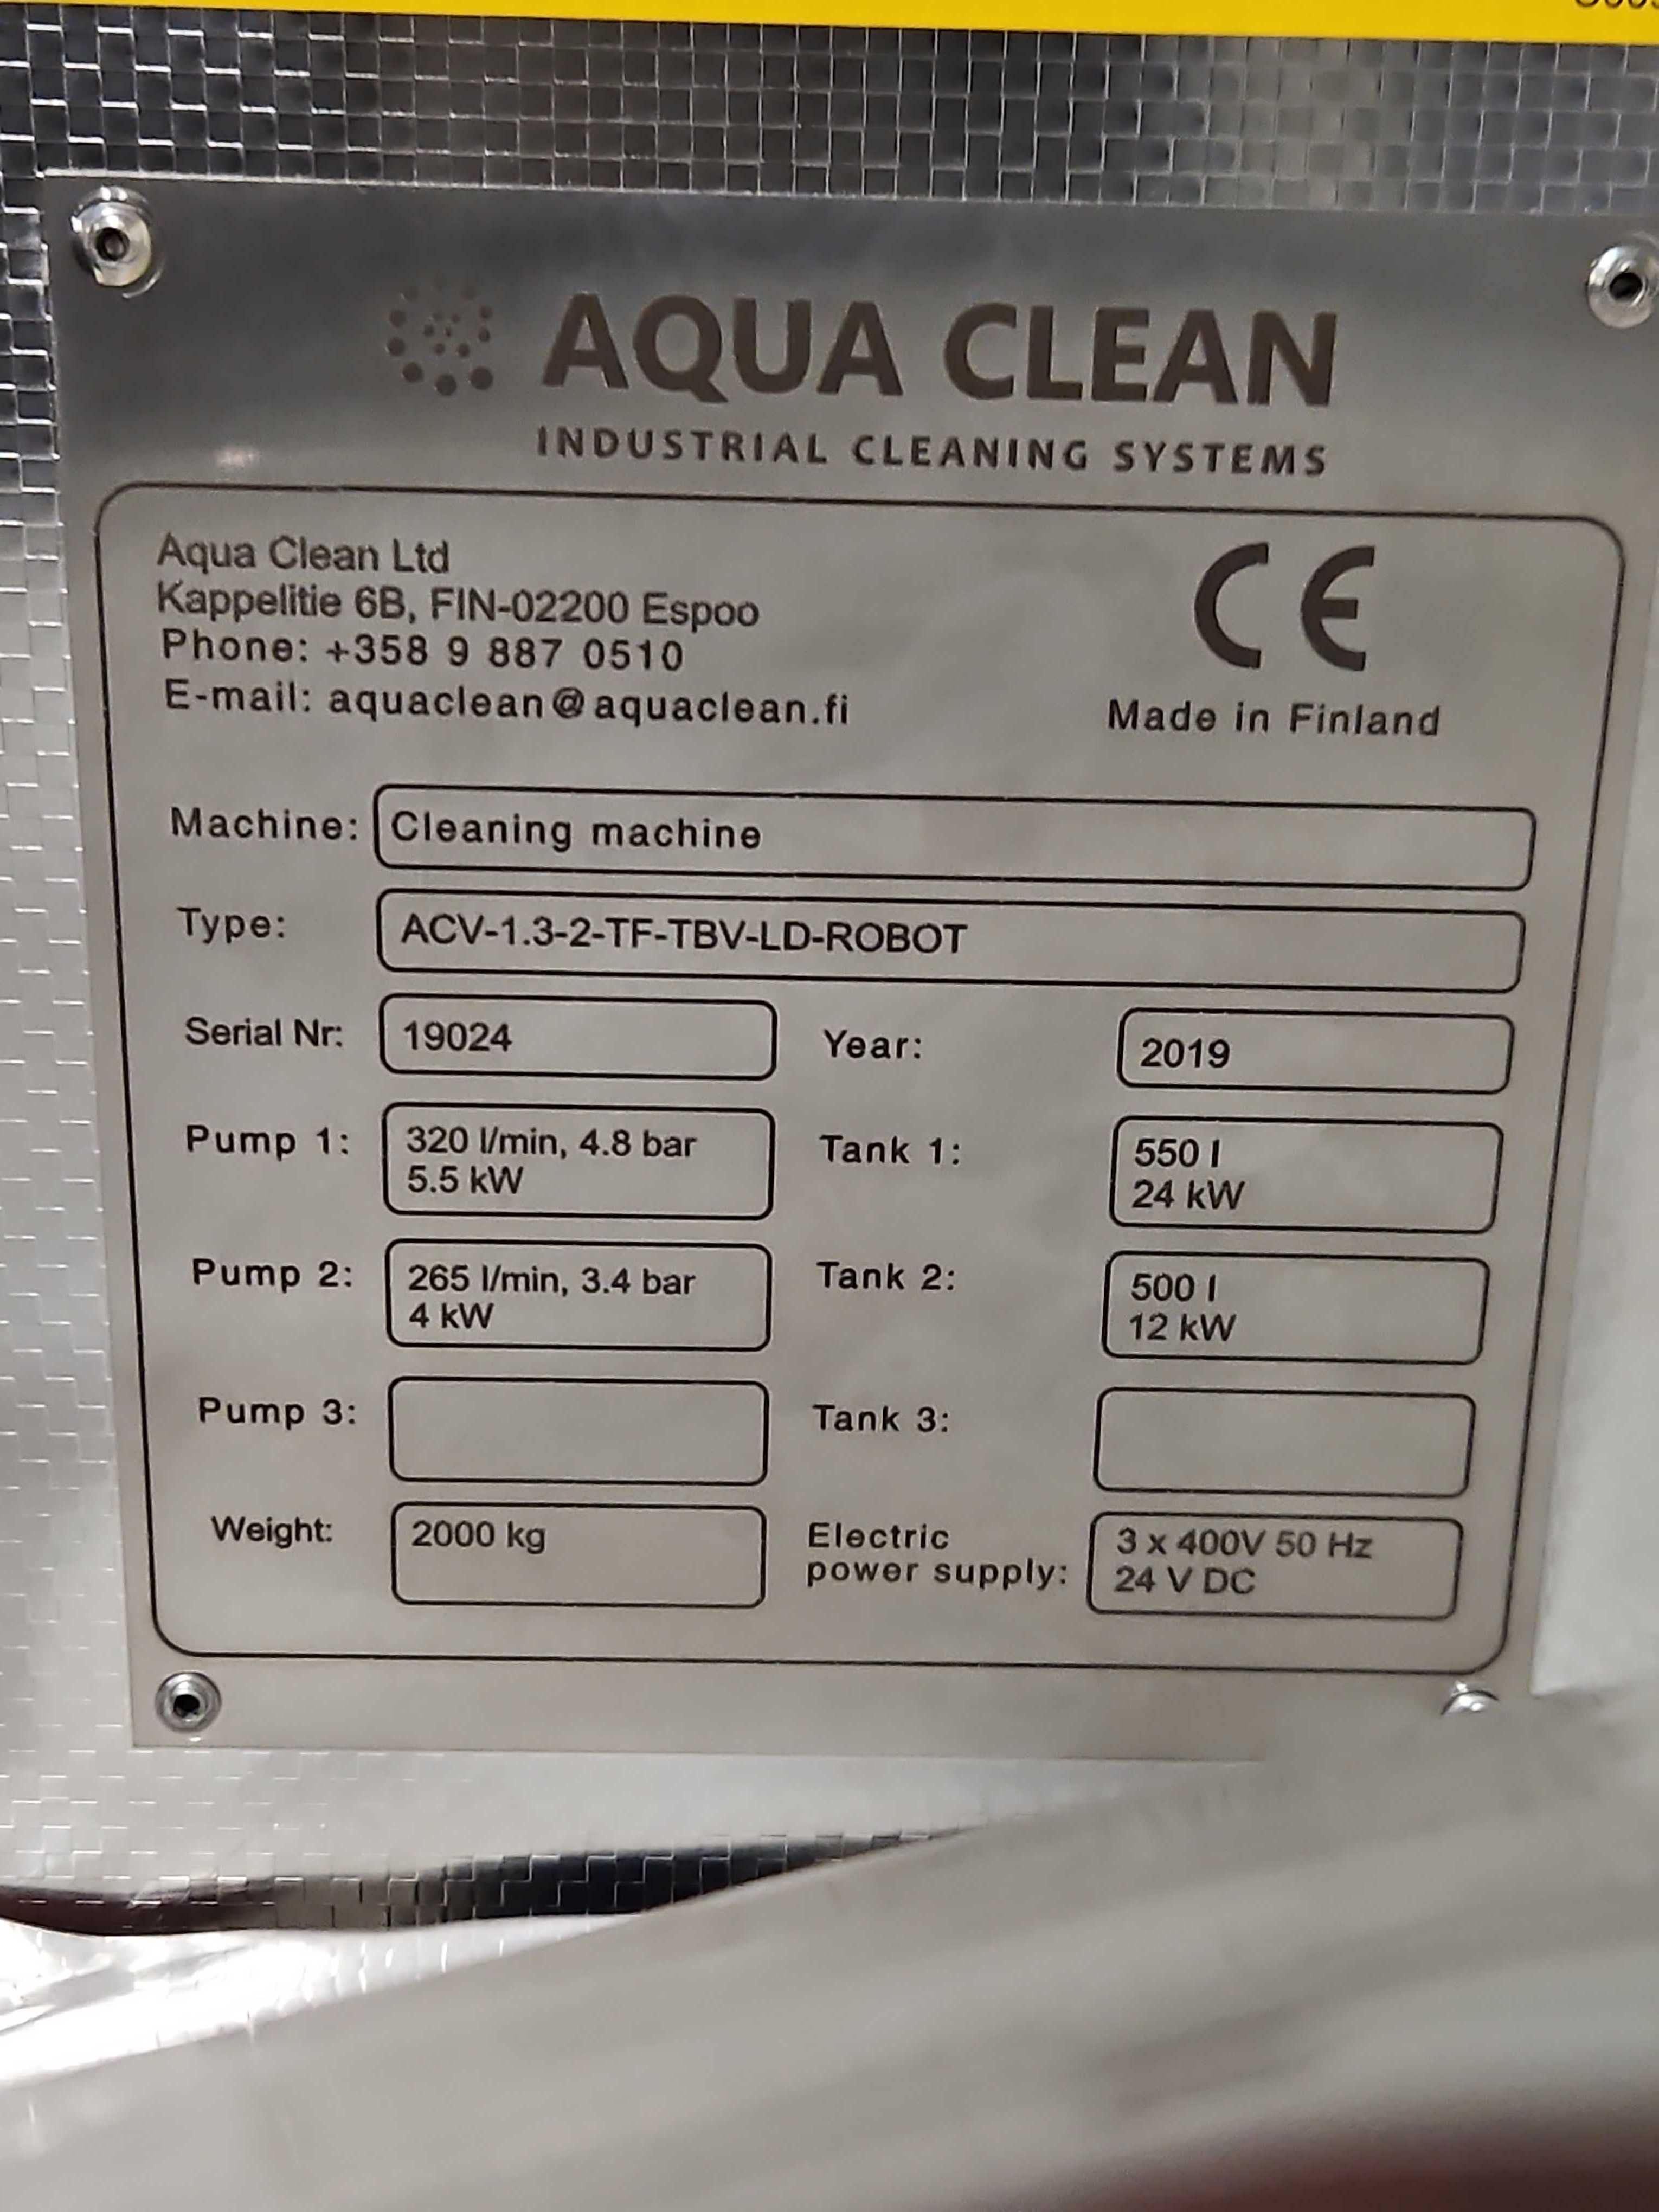 AQUA CLEAN
INDUSTRIAL CLEANING SYSTEMS
Aqua Clean Ltd
Kappelitie 6B, FIN-02200 Espoo
Phone: +358 9 887 0510
E-mail: aquaclean@aquaclean.fi
CE
Made in Finland
Machine: Cleaning machine
Type: ACV-1.3-2-TF-TBV-LD-ROBOT
Serial Nr: 19024 Year: 2019
Pump 1: 320 l/min, 4.8 bar
5.5 kW
Tank 1: 550 l
24 kW
Pump 2: 265 l/min, 3.4 bar
4 kW
Tank 2: 500 l
12 kW
Pump 3: Tank 3:
Weight: 2000 kg
Electric
power supply:
3 x 400V 50 Hz
24 V DC